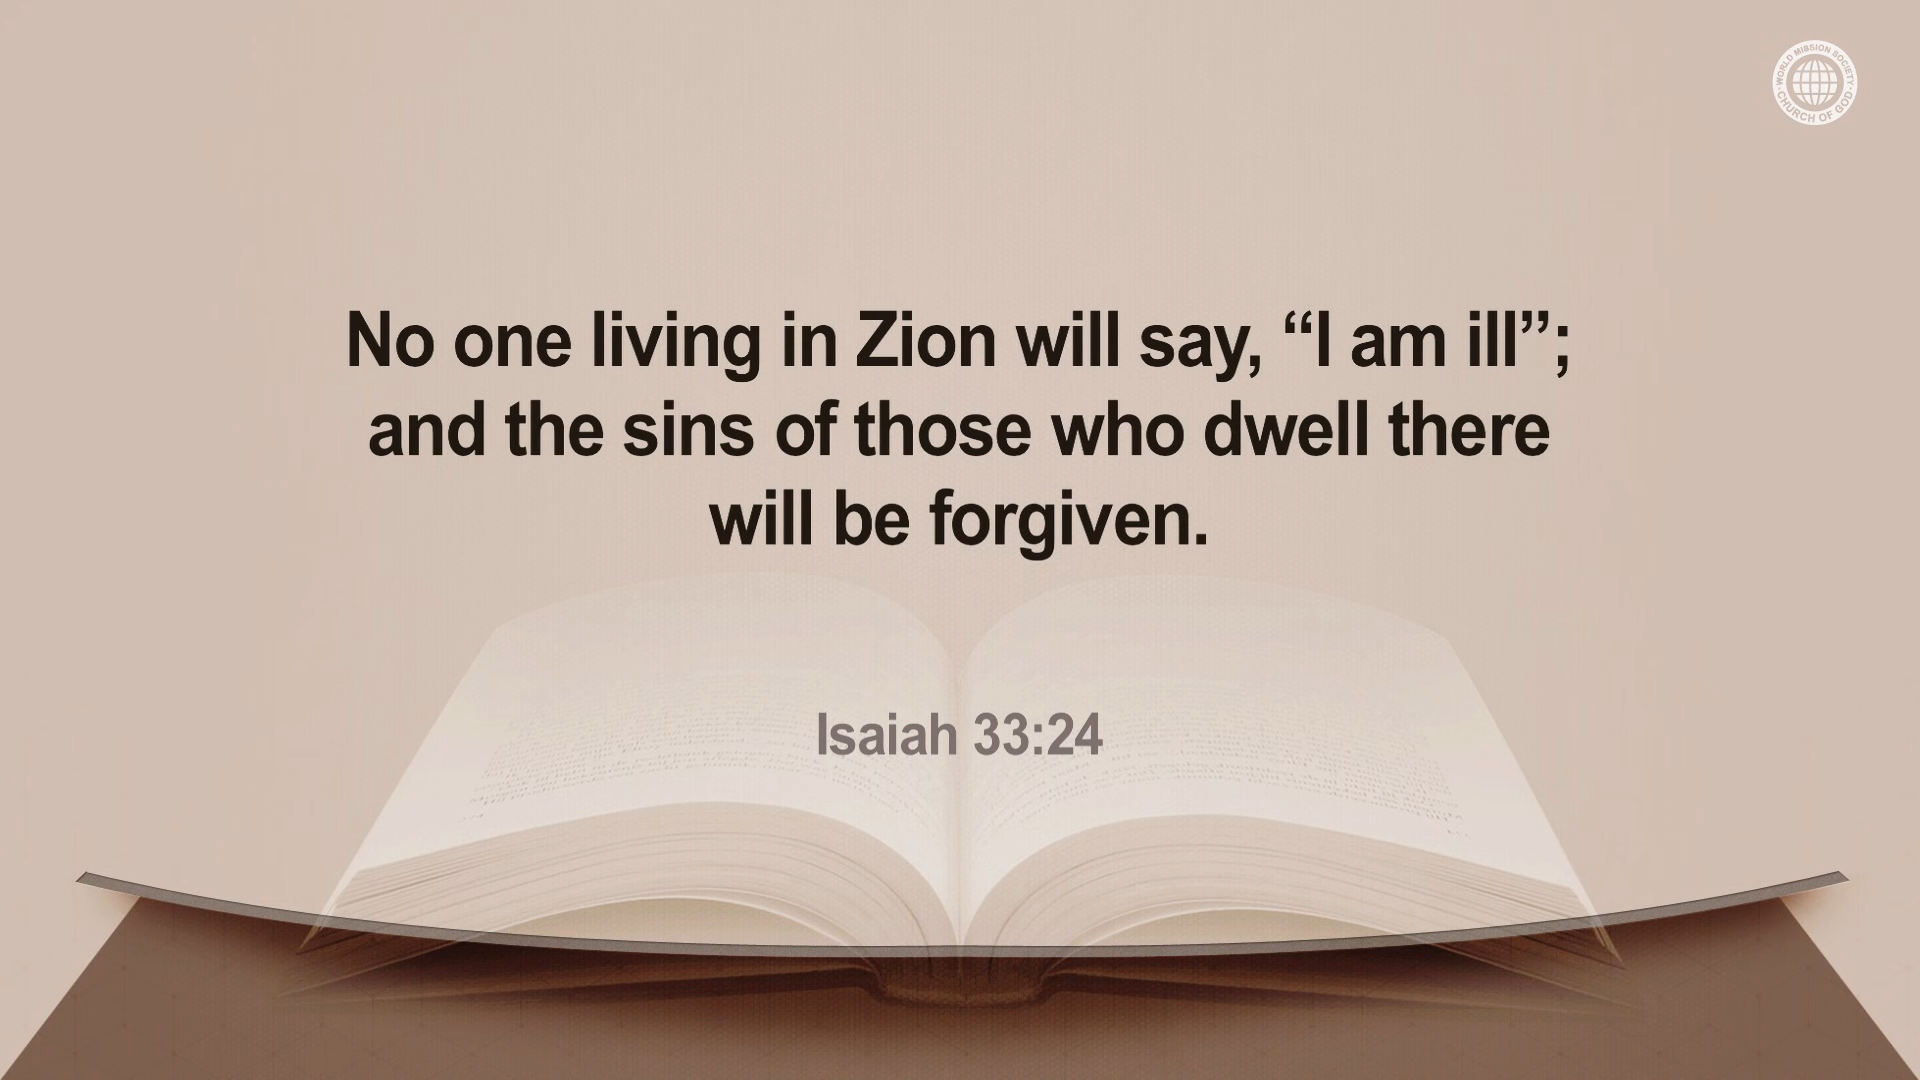 WORLD MISSION SOCIETY
CHURCH OF GOD
No one living in Zion will say, “I am ill”;
and the sins of those who dwell there
will be forgiven.
Isaiah 33:24